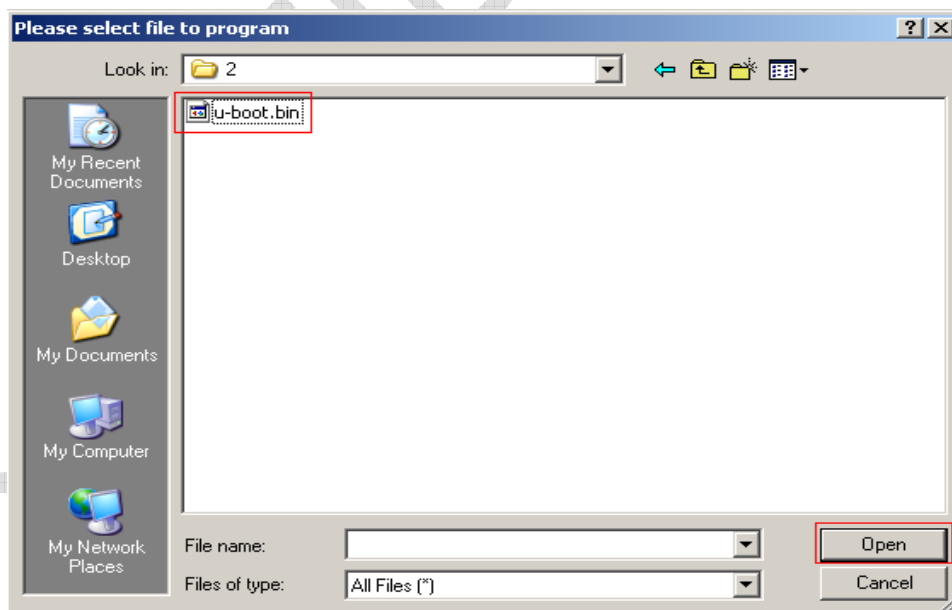 Please select file to program
Look in: 2
u-boot.bin
My Recent
Documents
Desktop
My Documents
My Computer
My Network
Places
File name: Open
Files of type: All Files (*) Cancel